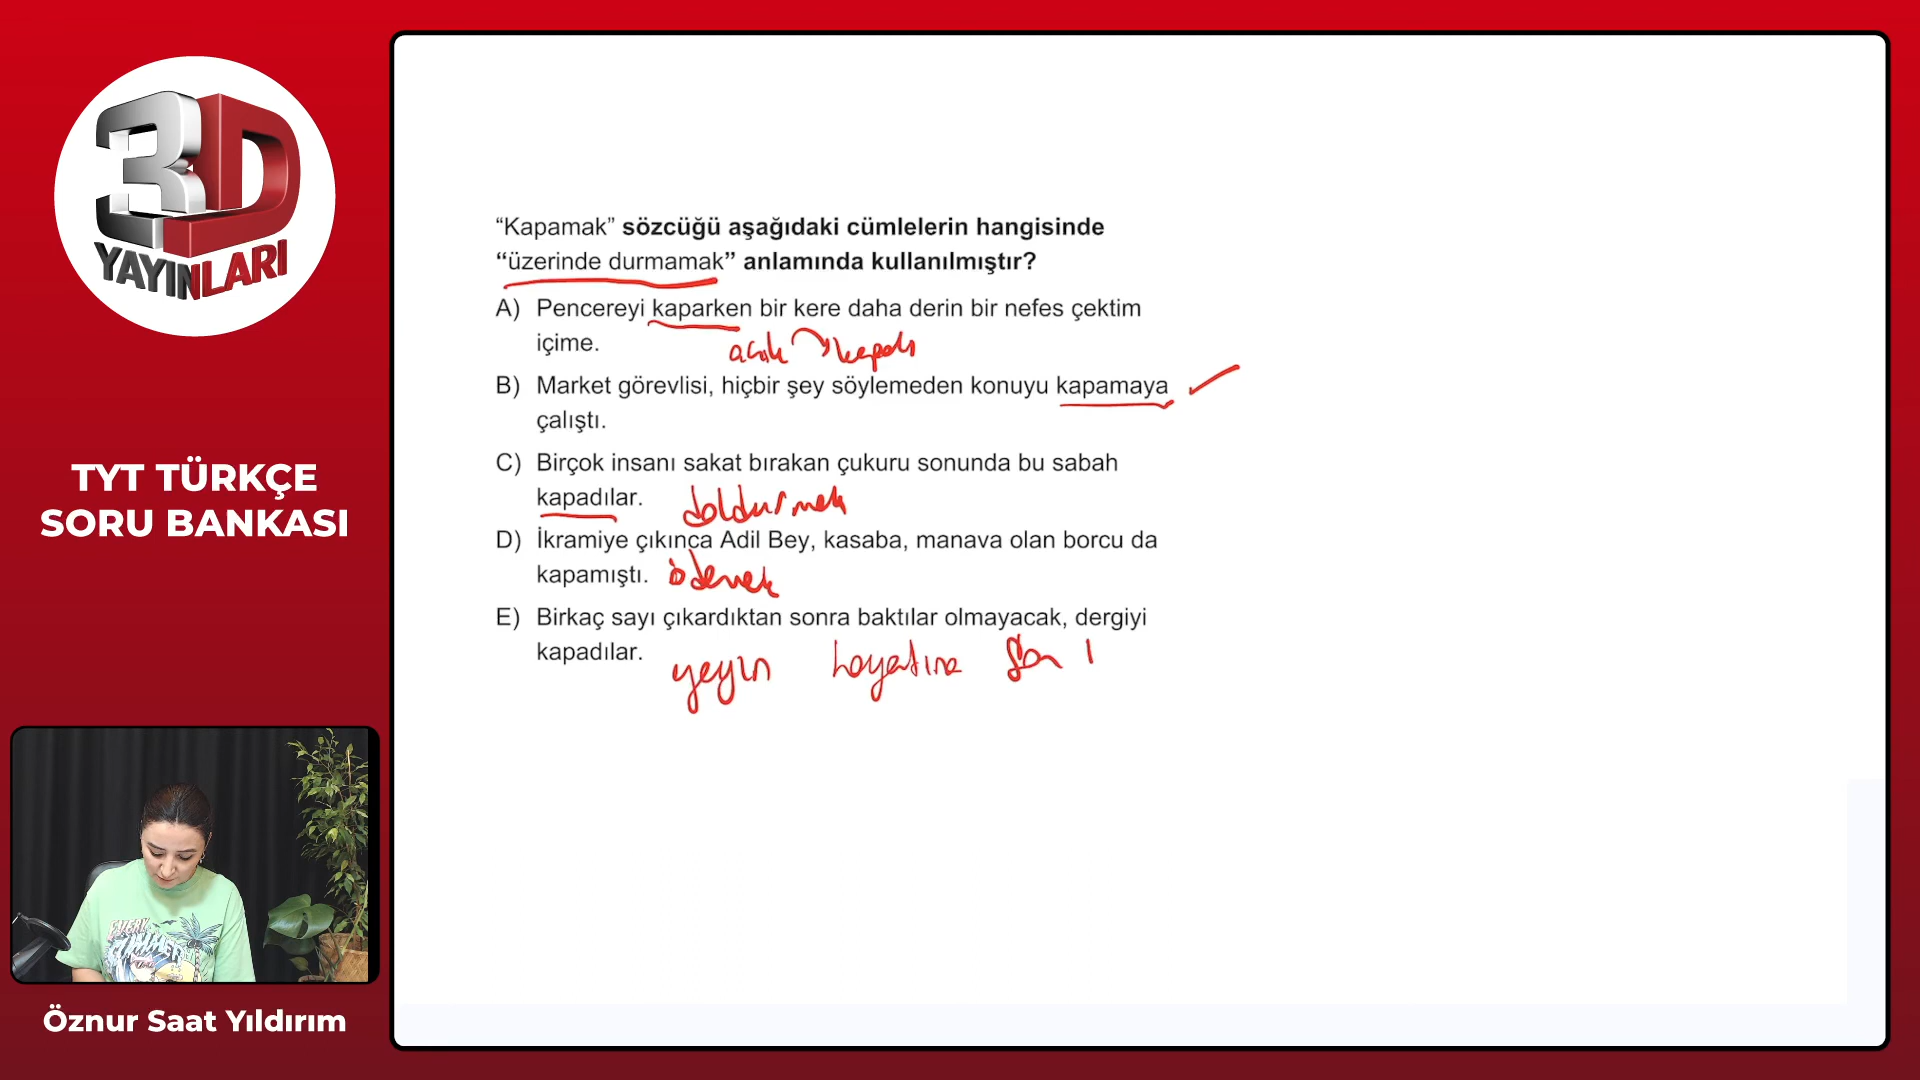 3D
YAYINLARI
TYT TÜRKÇE
SORU BANKASI
Öznur Saat Yıldırım
“Kapamak” sözcüğü aşağıdaki cümlelerin hangisinde
“üzerinde durmamak” anlamında kullanılmıştır?
A) Pencereyi kaparken bir kere daha derin bir nefes çektim
içime.
açık kapalı
B) Market görevlisi, hiçbir şey söylemeden konuyu kapamaya
çalıştı.
C) Birçok insanı sakat bırakan çukuru sonunda bu sabah
kapadılar. doldurmak
D) İkramiye çıkınca Adil Bey, kasaba, manava olan borcu da
kapamıştı. ödemek
E) Birkaç sayı çıkardıktan sonra baktılar olmayacak, dergiyi
kapadılar. yayın hayatına son